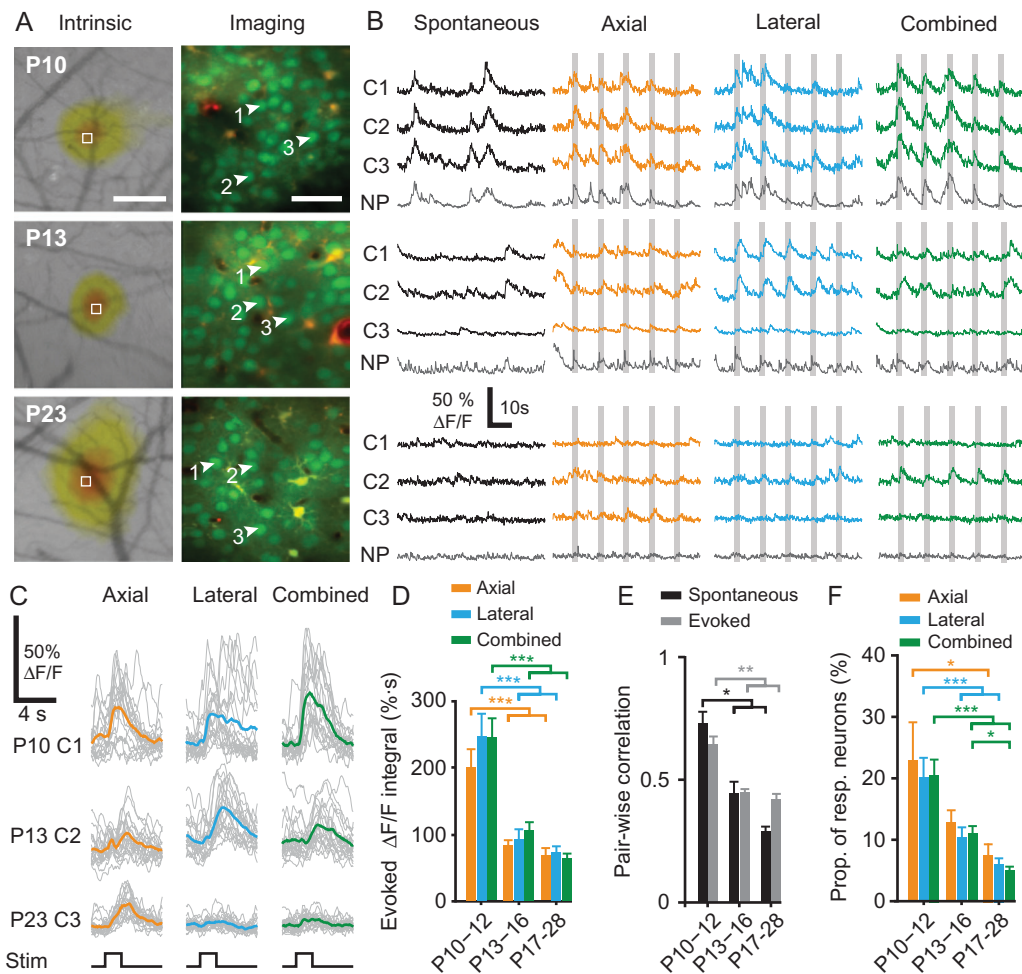 A Intrinsic Imaging
P10
1
3
2
P13
1
2
3
P23
1
2
3
B Spontaneous Axial Lateral Combined
C1
C2
C3
NP
C1
C2
C3
NP
50 %
ΔF/F
10s
C1
C2
C3
NP
C Axial Lateral Combined
50%
ΔF/F
4 s
P10 C1
P13 C2
P23 C3
Stim
D Axial
Lateral
Combined
***
***
***
Evoked ΔF/F integral (%·s)
300
200
100
0
P10−12
P13−16
P17-28
E Spontaneous
Evoked
**
*
Pair-wise correlation
1
0.5
0
P10−12
P13−16
P17-28
F Axial
Lateral
Combined
*
***
***
*
Prop. of resp. neurons (%)
40
30
20
10
0
P10−12
P13−16
P17-28